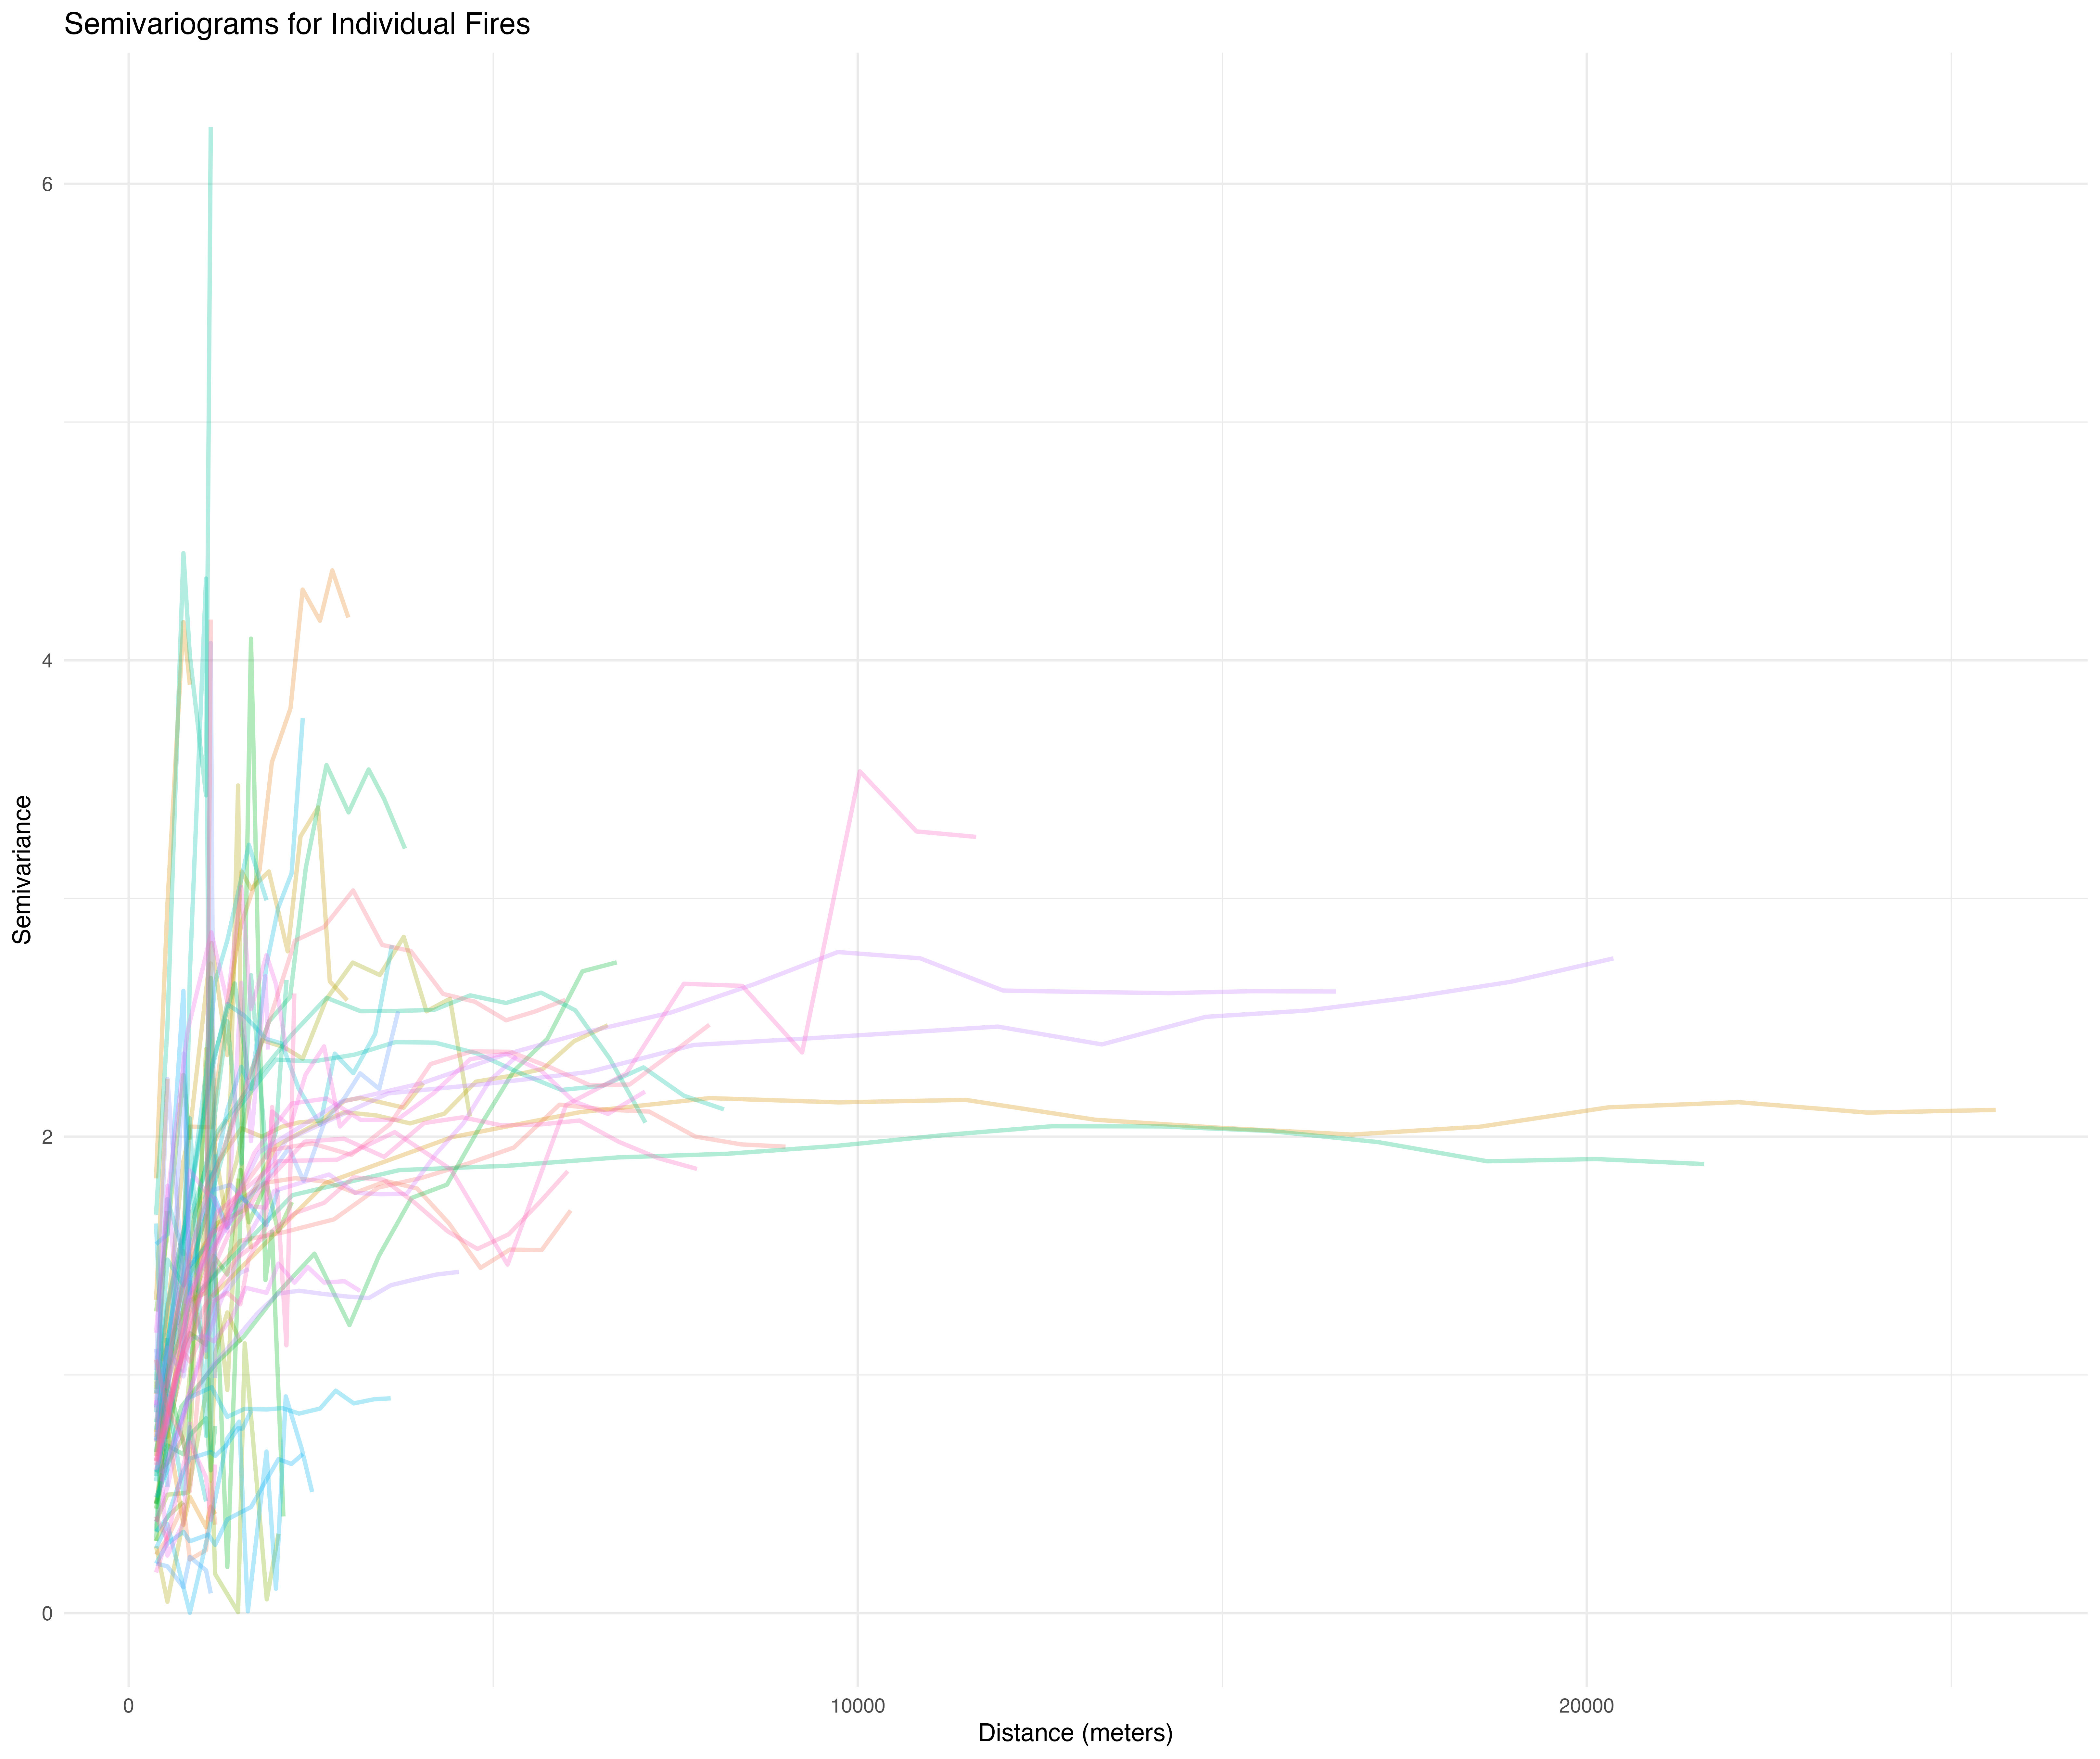 Semivariograms for Individual Fires
6
4
2
0
Semivariance
0
10000
20000
Distance (meters)